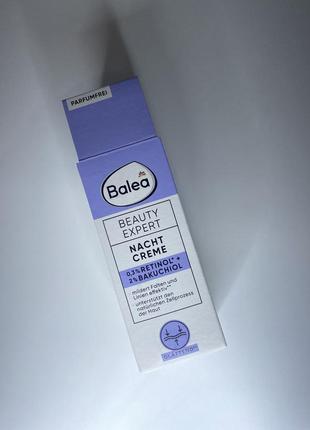 PARFUMFREI
Balea
BEAUTY
EXPERT
NACHT
CREME
0,3% RETINOL* +
2% BAKUCHIOL
· mildert Falten und
Linien effektiv**
· unterstützt den
natürlichen Zellprozess
der Haut
GLÄTTEND